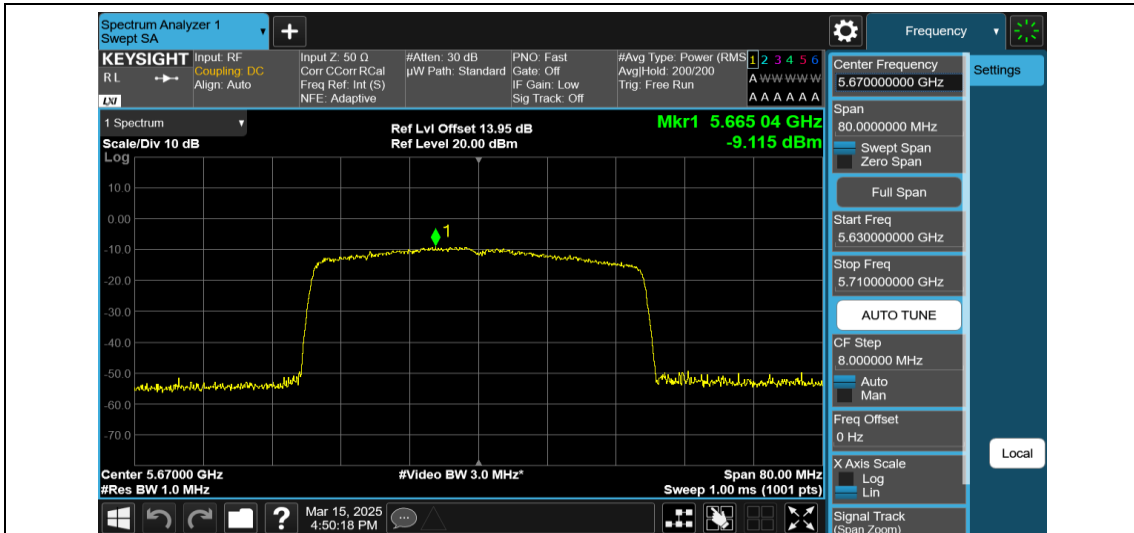 Spectrum Analyzer 1
Swept SA
Frequency
KEYSIGHT
R L
LXI
Input: RF
Coupling: DC
Align: Auto
Input Z: 50 Ω
Corr CCorr RCal
Freq Ref: Int (S)
NFE: Adaptive
#Atten: 30 dB
µW Path: Standard
PNO: Fast
Gate: Off
IF Gain: Low
Sig Track: Off
#Avg Type: Power (RMS
Avg|Hold: 200/200
Trig: Free Run
1 2 3 4 5 6
A W W W W W
A A A A A A
1 Spectrum
Scale/Div 10 dB
Log
Ref Lvl Offset 13.95 dB
Ref Level 20.00 dBm
Mkr1 5.665 04 GHz
-9.115 dBm
10.0
0.00
-10.0
-20.0
-30.0
-40.0
-50.0
-60.0
-70.0
1
Center 5.67000 GHz
#Res BW 1.0 MHz
#Video BW 3.0 MHz*
Span 80.00 MHz
Sweep 1.00 ms (1001 pts)
Mar 15, 2025
4:50:18 PM
Center Frequency
5.670000000 GHz
Span
80.0000000 MHz
Swept Span
Zero Span
Full Span
Start Freq
5.630000000 GHz
Stop Freq
5.710000000 GHz
AUTO TUNE
CF Step
8.000000 MHz
Auto
Man
Freq Offset
0 Hz
X Axis Scale
Log
Lin
Signal Track
(Span Zoom)
Settings
Local